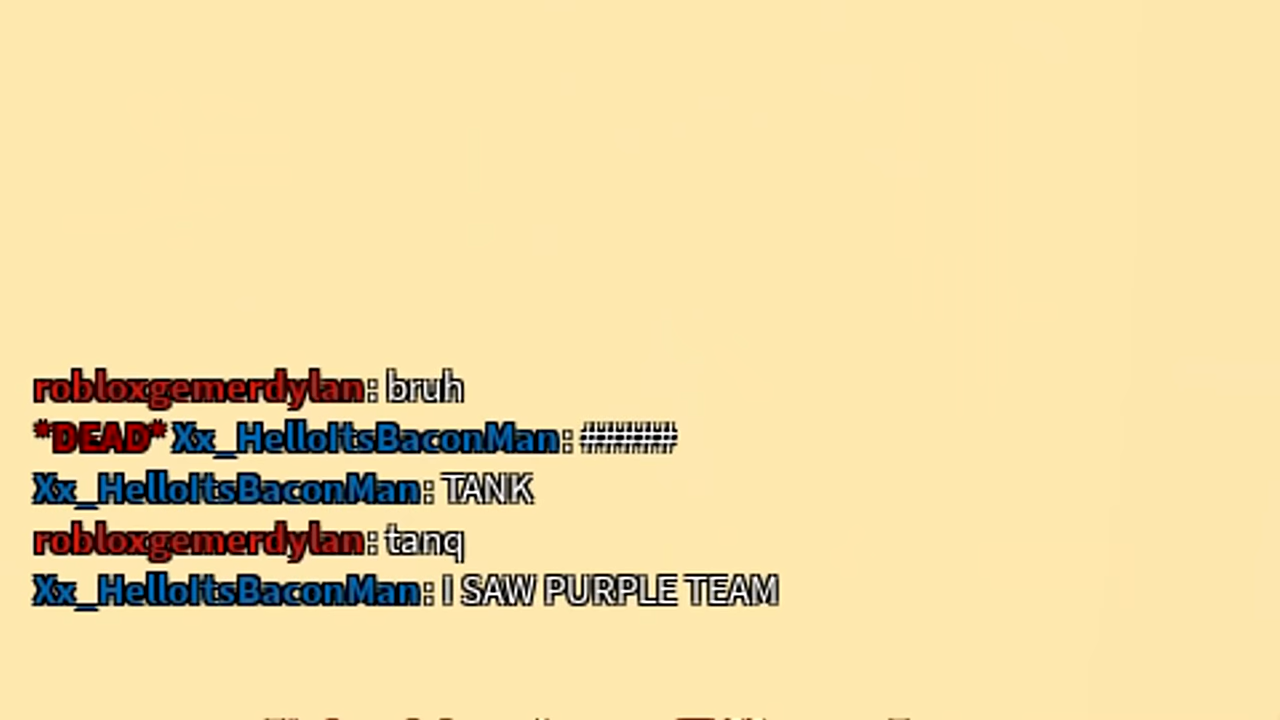 robloxgemerdylan: bruh
*DEAD* Xx_HelloItsBaconMan: ######
Xx_HelloItsBaconMan: TANK
robloxgemerdylan: tanq
Xx_HelloItsBaconMan: I SAW PURPLE TEAM